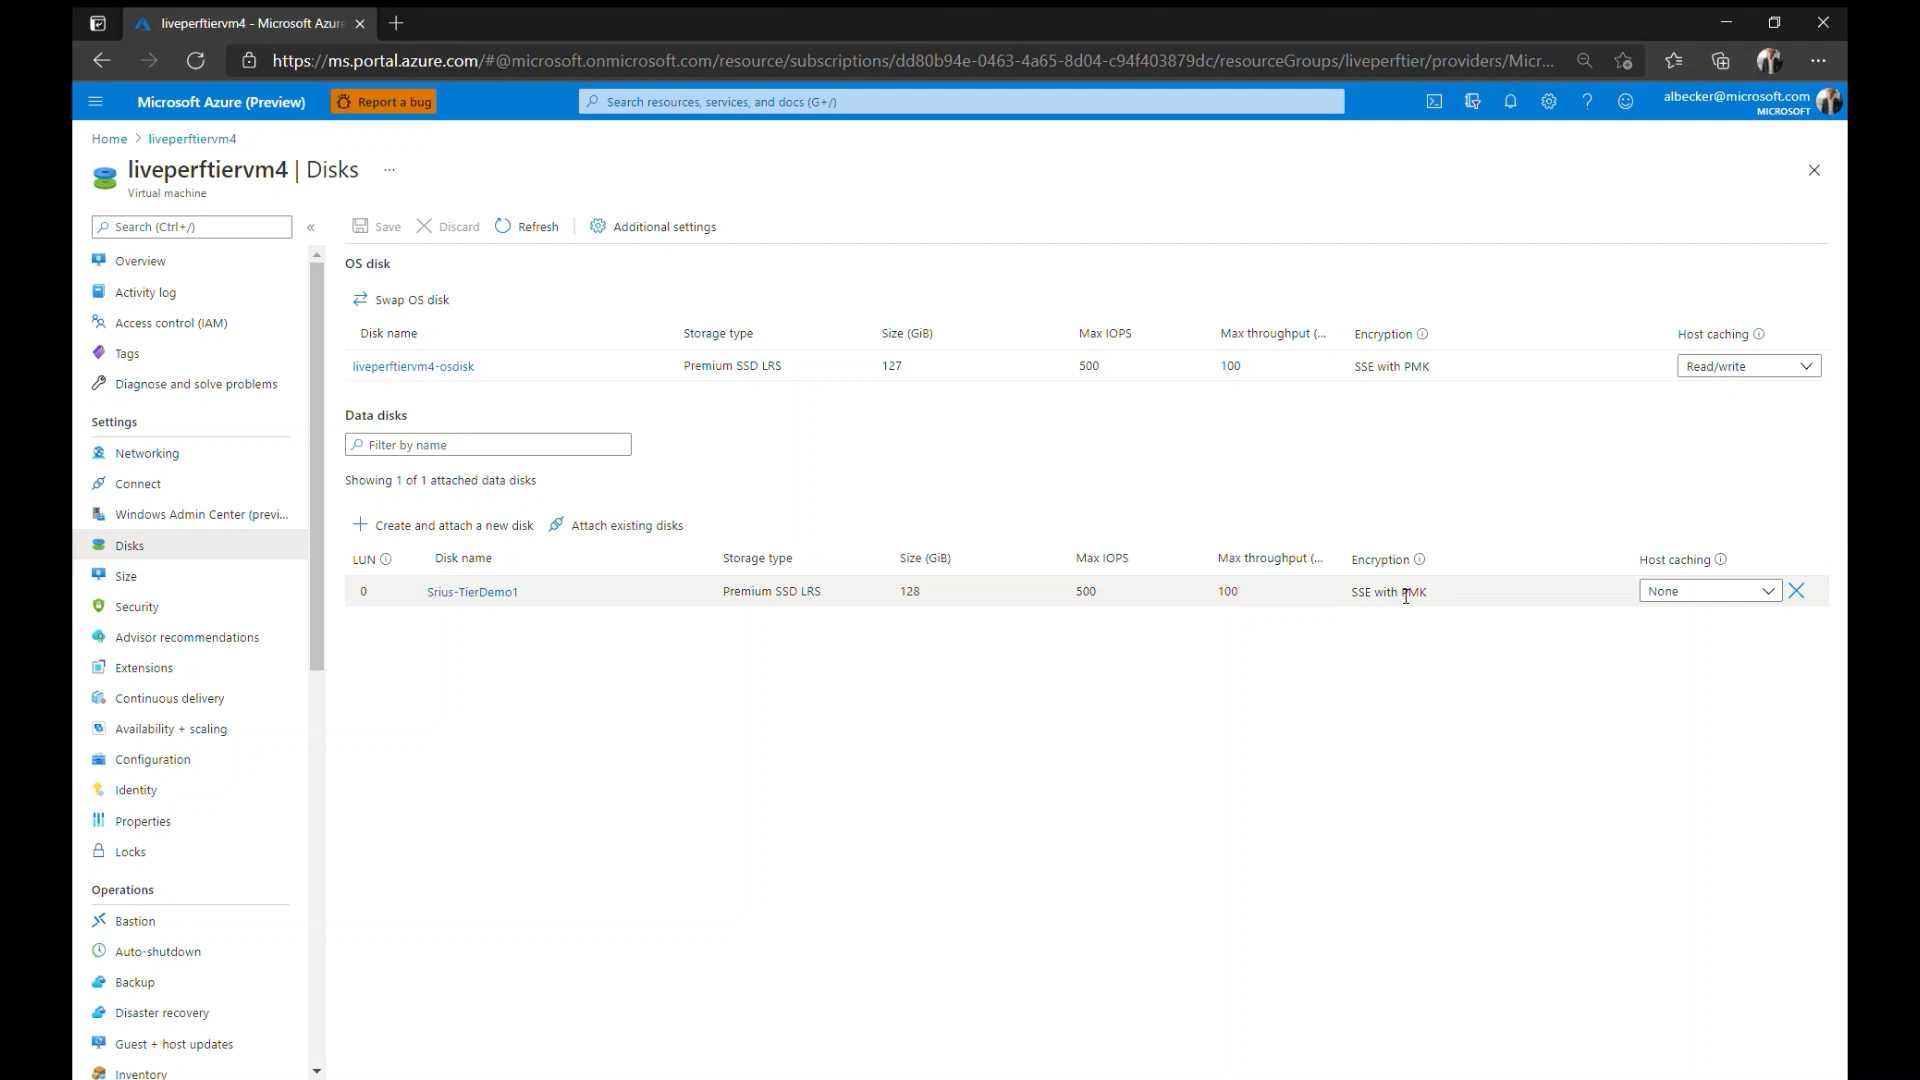 liveperftiervm4 - Microsoft Azure
https://ms.portal.azure.com/#@microsoft.onmicrosoft.com/resource/subscriptions/dd80b94e-0463-4a65-8d04-c94f403879dc/resourceGroups/liveperftier/providers/Micr...
Microsoft Azure (Preview)
Report a bug
Search resources, services, and docs (G+/)
albecker@microsoft.com
MICROSOFT
Home > liveperftiervm4
liveperftiervm4 | Disks ...
Virtual machine
Search (Ctrl+/)
«
Save
Discard
Refresh
Additional settings
Overview
Activity log
Access control (IAM)
Tags
Diagnose and solve problems
Settings
Networking
Connect
Windows Admin Center (previ...
Disks
Size
Security
Advisor recommendations
Extensions
Continuous delivery
Availability + scaling
Configuration
Identity
Properties
Locks
Operations
Bastion
Auto-shutdown
Backup
Disaster recovery
Guest + host updates
Inventory
OS disk
Swap OS disk
Disk name Storage type Size (GiB) Max IOPS Max throughput (... Encryption Host caching
liveperftiervm4-osdisk Premium SSD LRS 127 500 100 SSE with PMK Read/write
Data disks
Filter by name
Showing 1 of 1 attached data disks
Create and attach a new disk Attach existing disks
LUN Disk name Storage type Size (GiB) Max IOPS Max throughput (... Encryption Host caching
0 Srius-TierDemo1 Premium SSD LRS 128 500 100 SSE with PMK None